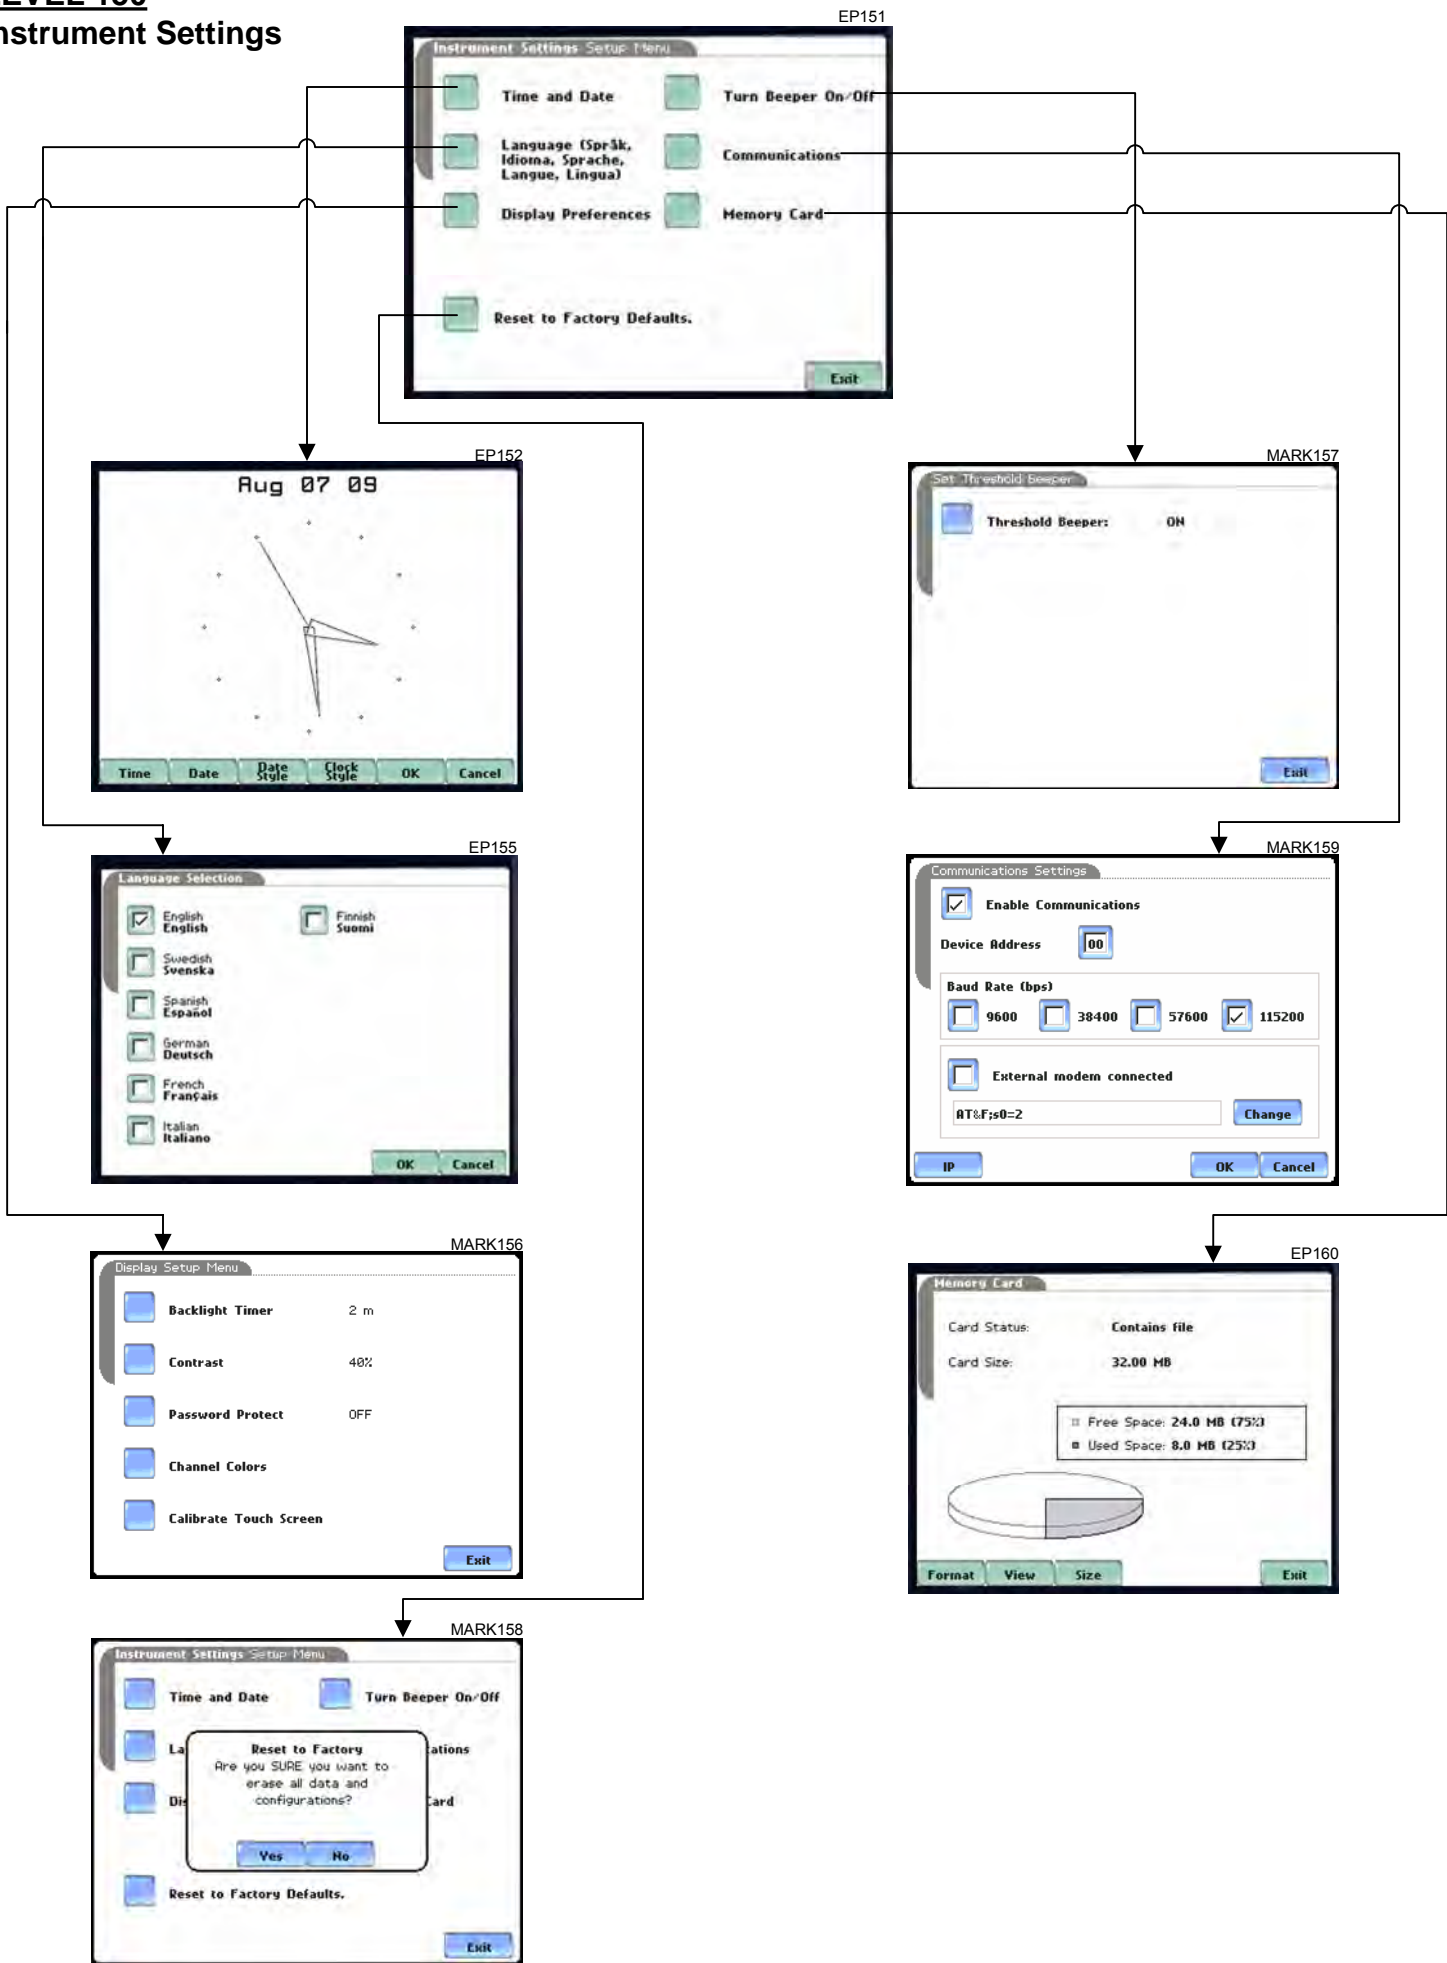 LEVEL 150
Instrument Settings
EP151
Instrument Settings Setup Menu
Time and Date
Turn Beeper On/Off
Language (Språk,
Idioma, Sprache,
Langue, Lingua)
Communications
Display Preferences
Memory Card
Reset to Factory Defaults.
Exit
EP152
Aug 07 09
Time
Date
Date
Style
Clock
Style
OK
Cancel
MARK157
Set Threshold Beeper
Threshold Beeper: ON
Exit
EP155
Language Selection
English
English
Swedish
Svenska
Spanish
Español
German
Deutsch
French
Français
Italian
Italiano
Finnish
Suomi
OK
Cancel
MARK159
Communications Settings
Enable Communications
Device Address 00
Baud Rate (bps)
9600 38400 57600 115200
External modem connected
AT&F;s0=2
Change
IP
OK
Cancel
MARK156
Display Setup Menu
Backlight Timer 2 m
Contrast 40%
Password Protect OFF
Channel Colors
Calibrate Touch Screen
Exit
EP160
Memory Card
Card Status: Contains file
Card Size: 32.00 MB
Free Space: 24.0 MB (75%)
Used Space: 8.0 MB (25%)
Format
View
Size
Exit
MARK158
Instrument Settings Setup Menu
Time and Date
Turn Beeper On/Off
La
ations
Dis
Card
Reset to Factory
Are you SURE you want to
erase all data and
configurations?
Yes
No
Reset to Factory Defaults.
Exit